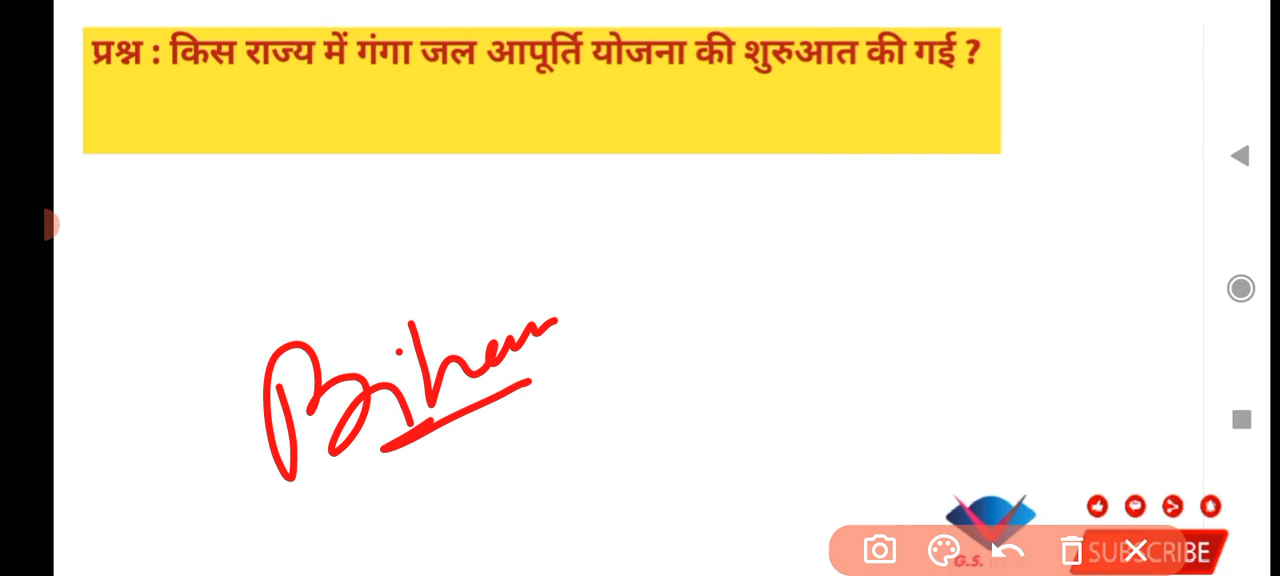 प्रश्न : किस राज्य में गंगा जल आपूर्ति योजना की शुरुआत की गई ?
Bihar
G.S.
SUBSCRIBE